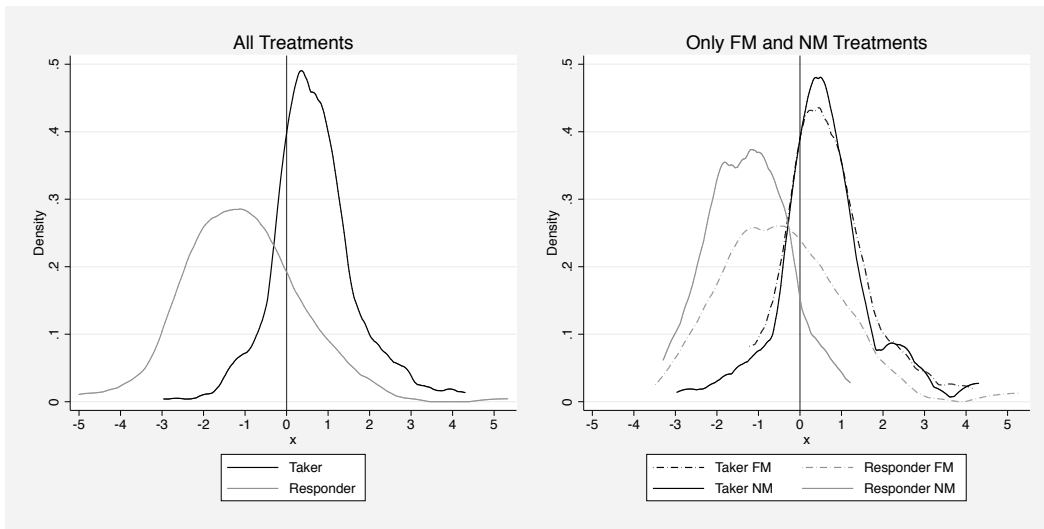 All Treatments
Density
.5
.4
.3
.2
.1
0
-5 -4 -3 -2 -1 0 1 2 3 4 5
x
Taker
Responder
Only FM and NM Treatments
Density
.5
.4
.3
.2
.1
0
-5 -4 -3 -2 -1 0 1 2 3 4 5
x
Taker FM Responder FM
Taker NM Responder NM